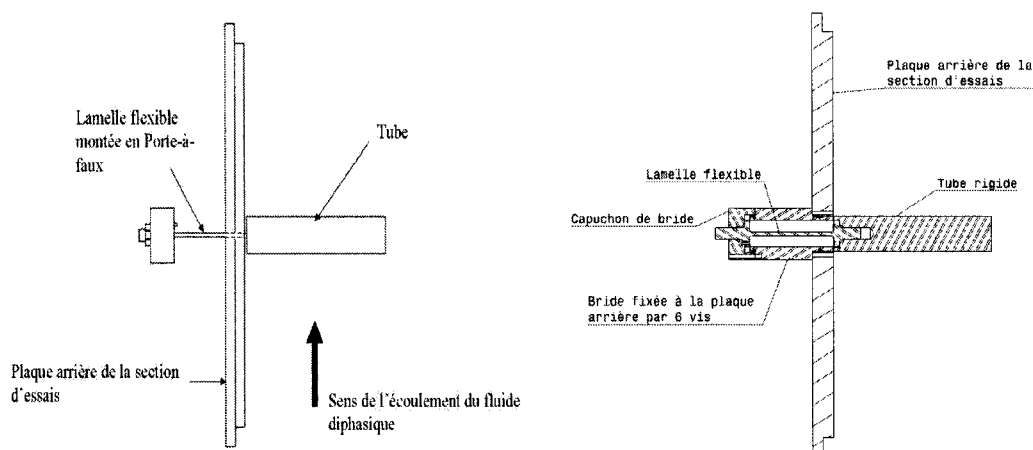 Lamelle flexible
montée en Porte-à-
faux
Tube
Plaque arrière de la section
d'essais
Sens de l'écoulement du fluide
diphasique
Plaque arrière de la
section d'essais
Lamelle flexible
Tube rigide
Capuchon de bride
Bride fixée à la plaque
arrière par 6 vis